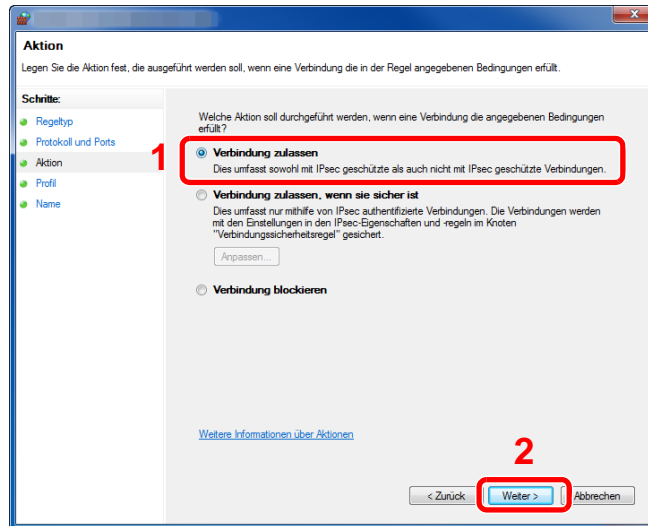 Aktion
Legen Sie die Aktion fest, die ausgeführt werden soll, wenn eine Verbindung die in der Regel angegebenen Bedingungen erfüllt.
Schritte:
Regeltyp
Protokoll und Ports
Aktion
Profil
Name
Welche Aktion soll durchgeführt werden, wenn eine Verbindung die angegebenen Bedingungen
erfüllt?
1
Verbindung zulassen
Dies umfasst sowohl mit IPsec geschützte als auch nicht mit IPsec geschützte Verbindungen.
Verbindung zulassen, wenn sie sicher ist
Dies umfasst nur mithilfe von IPsec authentifizierte Verbindungen. Die Verbindungen werden
mit den Einstellungen in den IPsec-Eigenschaften und -regeln im Knoten
"Verbindungssicherheitsregel" gesichert.
Anpassen...
Verbindung blockieren
Weitere Informationen über Aktionen
2
< Zurück
Weiter >
Abbrechen